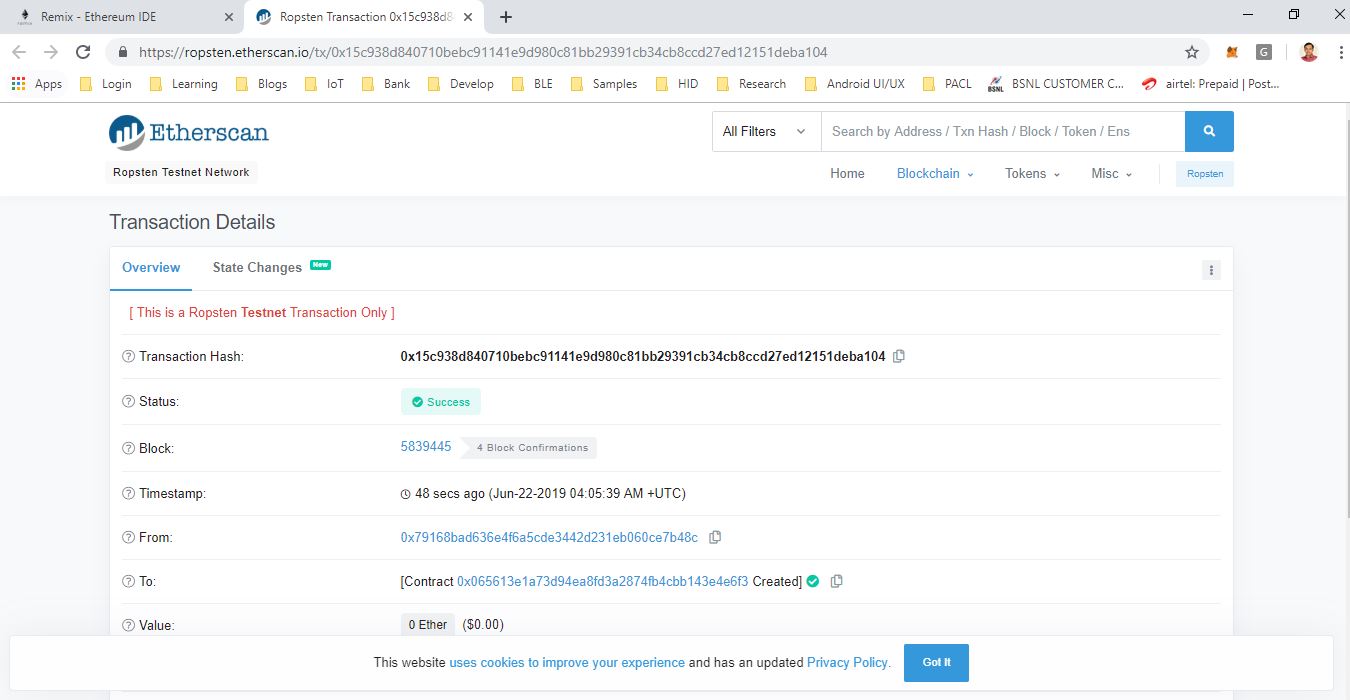 Remix - Ethereum IDE
Ropsten Transaction 0x15c938d8
https://ropsten.etherscan.io/tx/0x15c938d840710bebc91141e9d980c81bb29391cb34cb8ccd27ed12151deba104
G
Apps Login Learning Blogs IoT Bank Develop BLE Samples HID Research Android UI/UX PACL BSNL BSNL CUSTOMER C... airtel: Prepaid | Post...
Etherscan
All Filters Search by Address / Txn Hash / Block / Token / Ens
Ropsten Testnet Network
Home Blockchain Tokens Misc Ropsten
Transaction Details
Overview State Changes New
[ This is a Ropsten Testnet Transaction Only ]
? Transaction Hash: 0x15c938d840710bebc91141e9d980c81bb29391cb34cb8ccd27ed12151deba104
? Status: Success
? Block: 5839445 4 Block Confirmations
? Timestamp: 48 secs ago (Jun-22-2019 04:05:39 AM +UTC)
? From: 0x79168bad636e4f6a5cde3442d231eb060ce7b48c
? To: [Contract 0x065613e1a73d94ea8fd3a2874fb4cbb143e4e6f3 Created]
? Value: 0 Ether ($0.00)
This website uses cookies to improve your experience and has an updated Privacy Policy. Got It